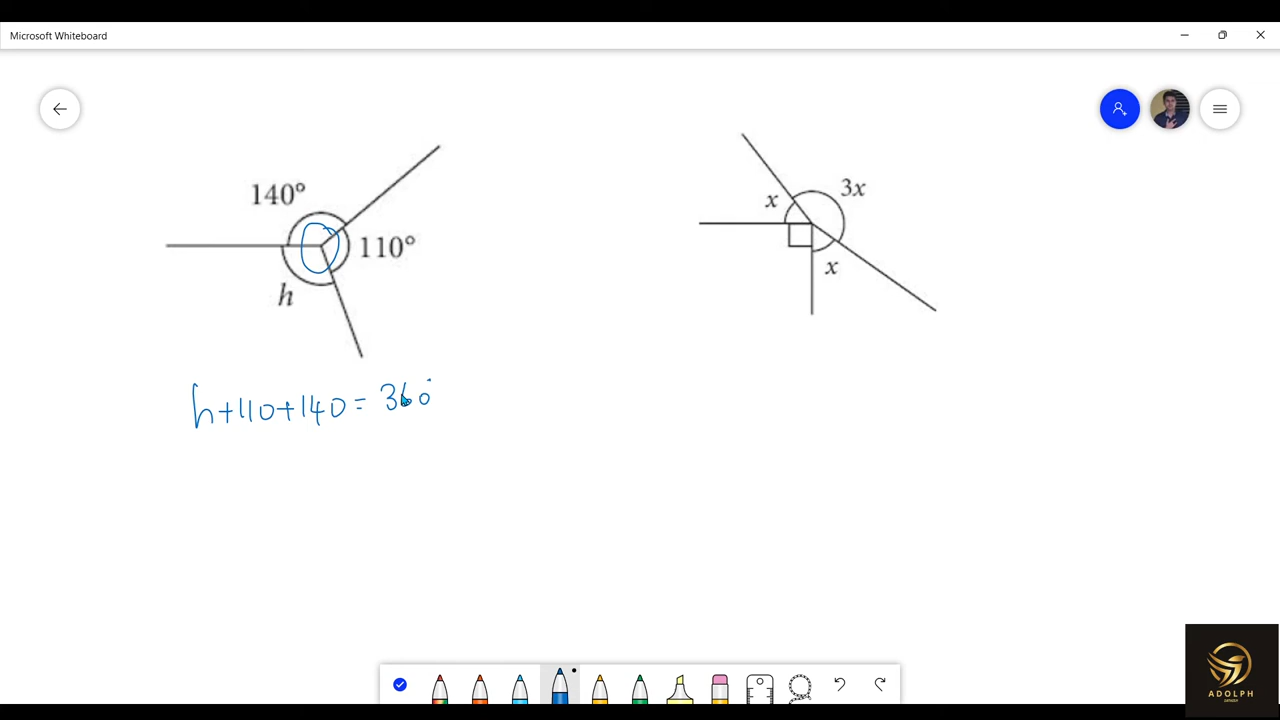 Microsoft Whiteboard
140°
110°
h
h+110+140=360°
x
3x
x
ADOLPH